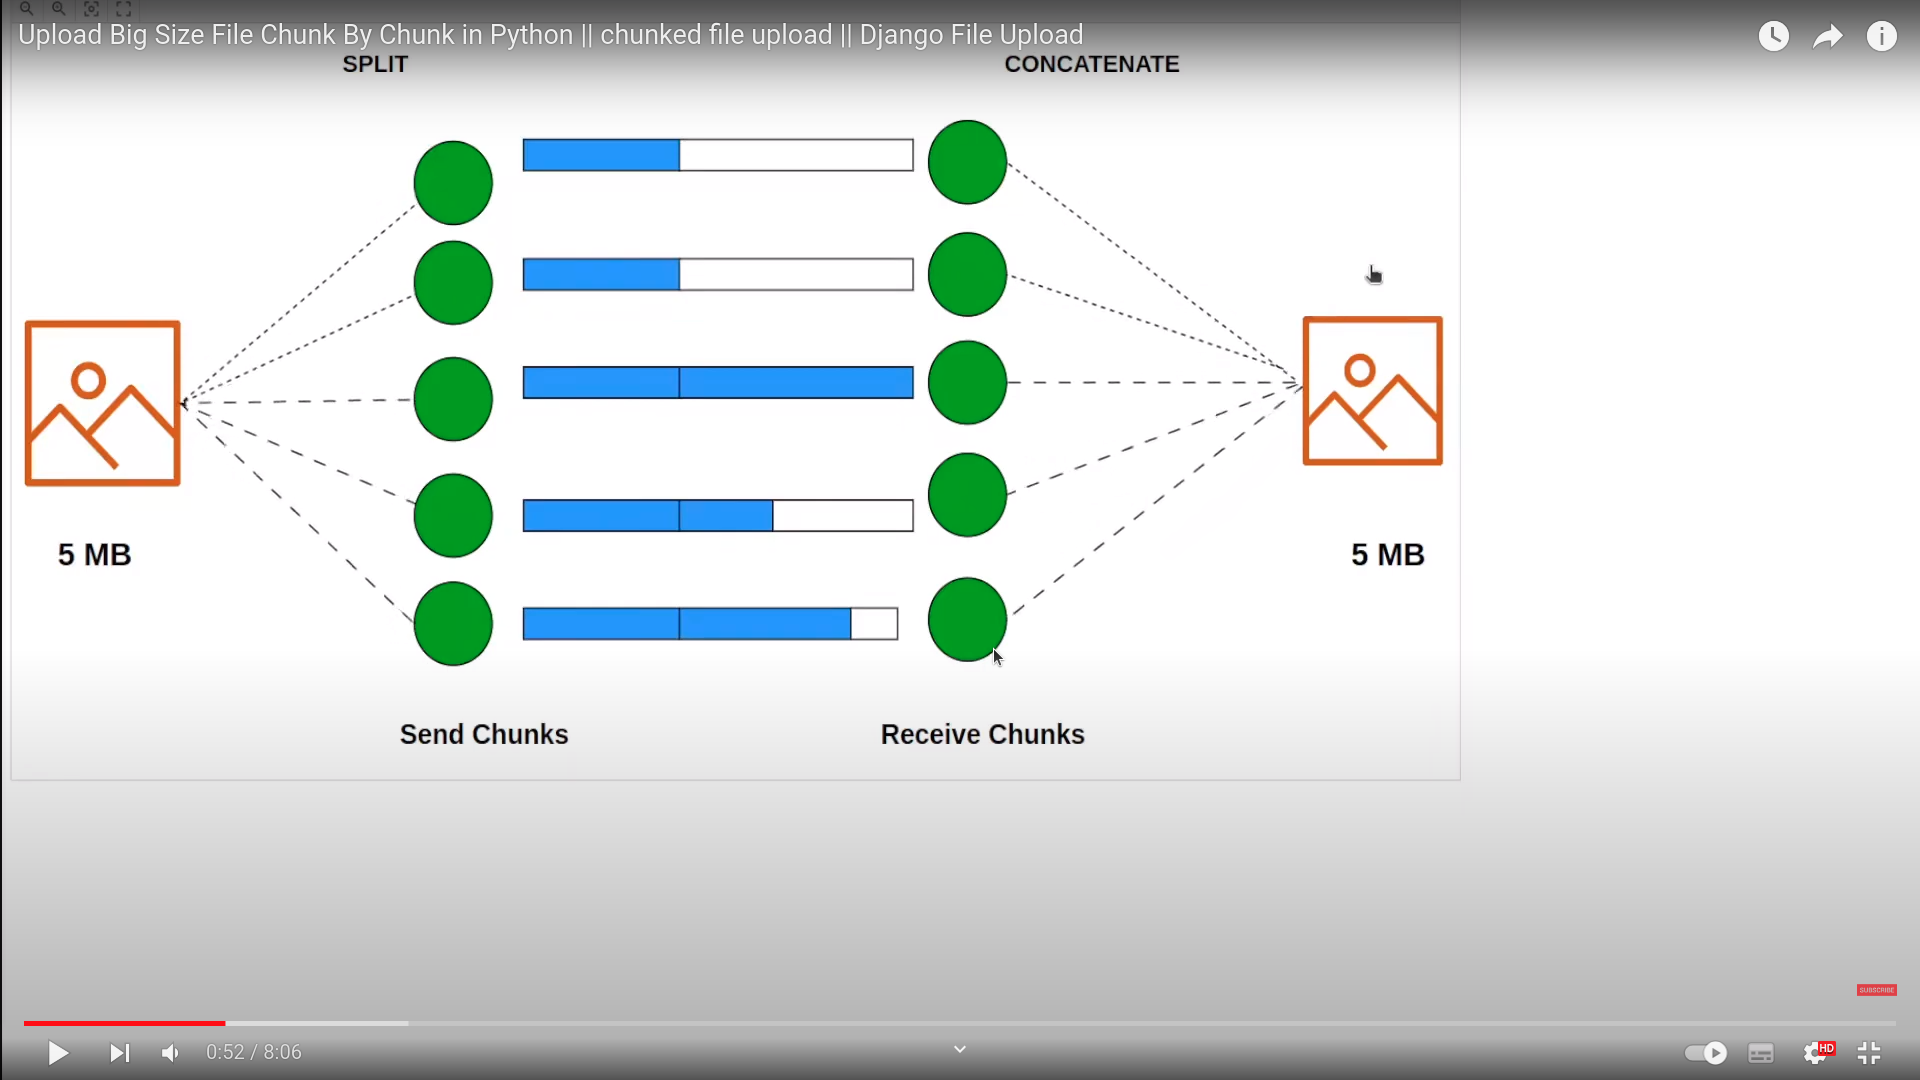 Upload Big Size File Chunk By Chunk in Python || chunked file upload || Django File Upload
SPLIT
CONCATENATE
5 MB
5 MB
Send Chunks
Receive Chunks
SUBSCRIBE
0:52 / 8:06
HD